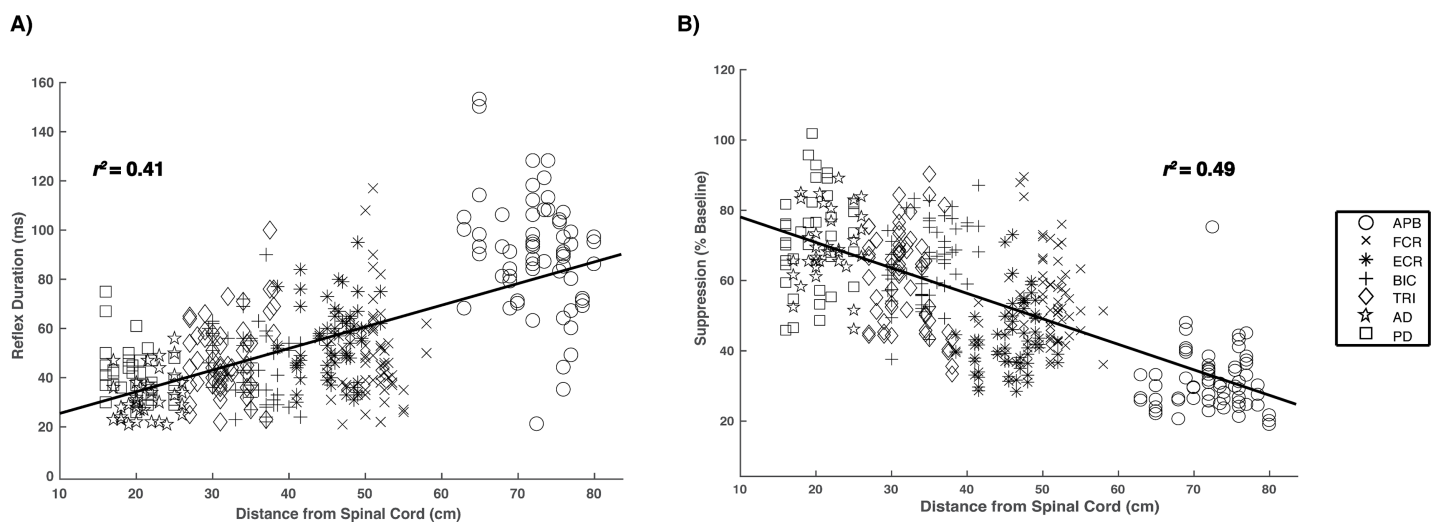 A)
160
140
120
100
80
60
40
20
0
Reflex Duration (ms)
r² = 0.41
10 20 30 40 50 60 70 80
Distance from Spinal Cord (cm)
B)
120
100
80
60
40
20
Suppression (% Baseline)
r² = 0.49
10 20 30 40 50 60 70 80
Distance from Spinal Cord (cm)
APB
FCR
ECR
BIC
TRI
AD
PD